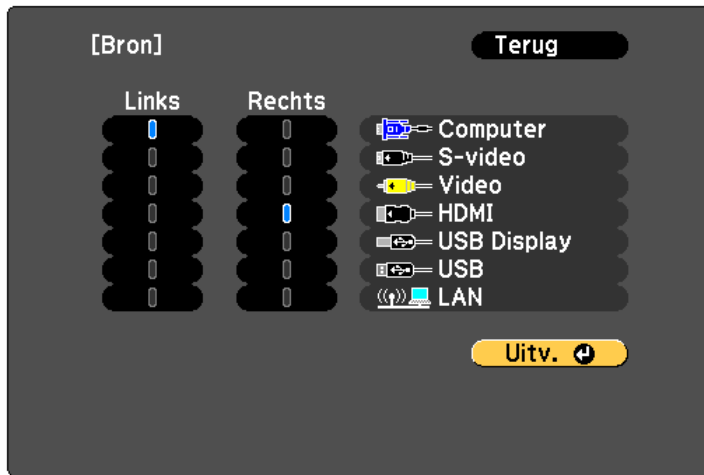 [Bron] Terug
Links Rechts
Computer
S-video
Video
HDMI
USB Display
USB
LAN
Uitv.